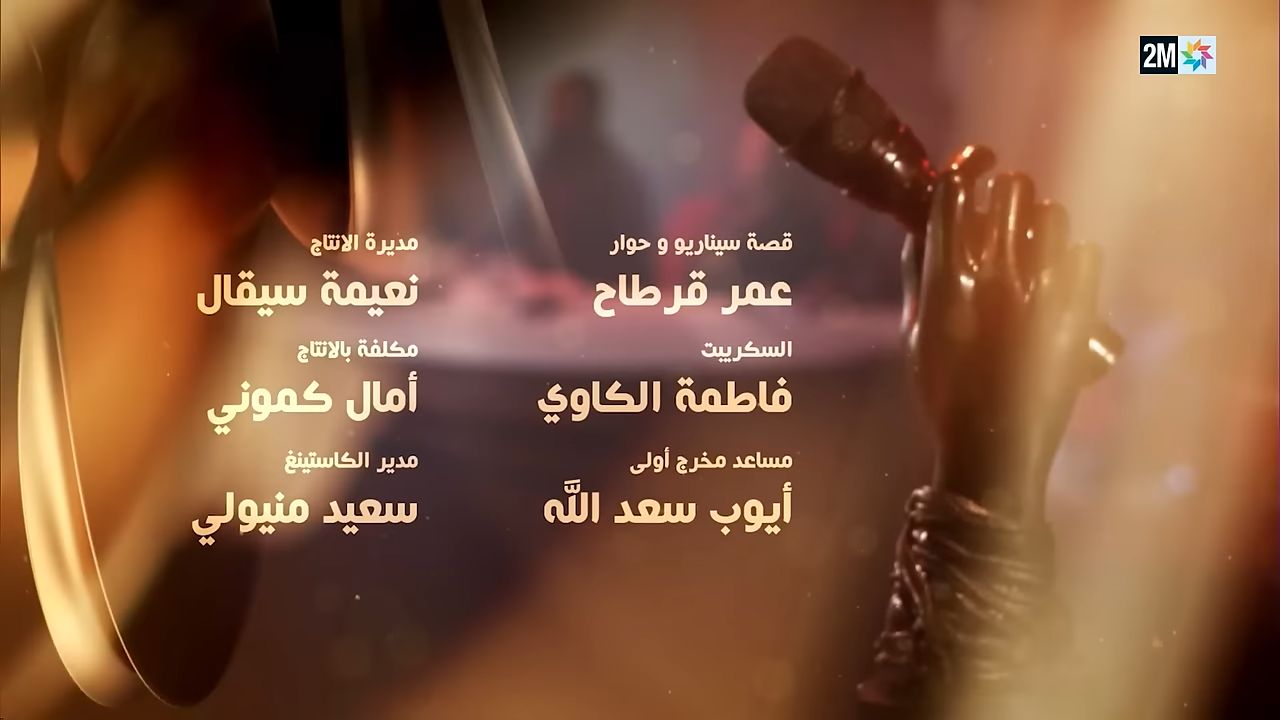 2M
قصة سيناريو و حوار
عمر قرطاح
السكريبت
فاطمة الكاوي
مساعد مخرج أولى
أيوب سعد اللَّه
مديرة الانتاج
نعيمة سيقال
مكلفة بالانتاج
أمال كموني
مدير الكاستينغ
سعيد منيولي